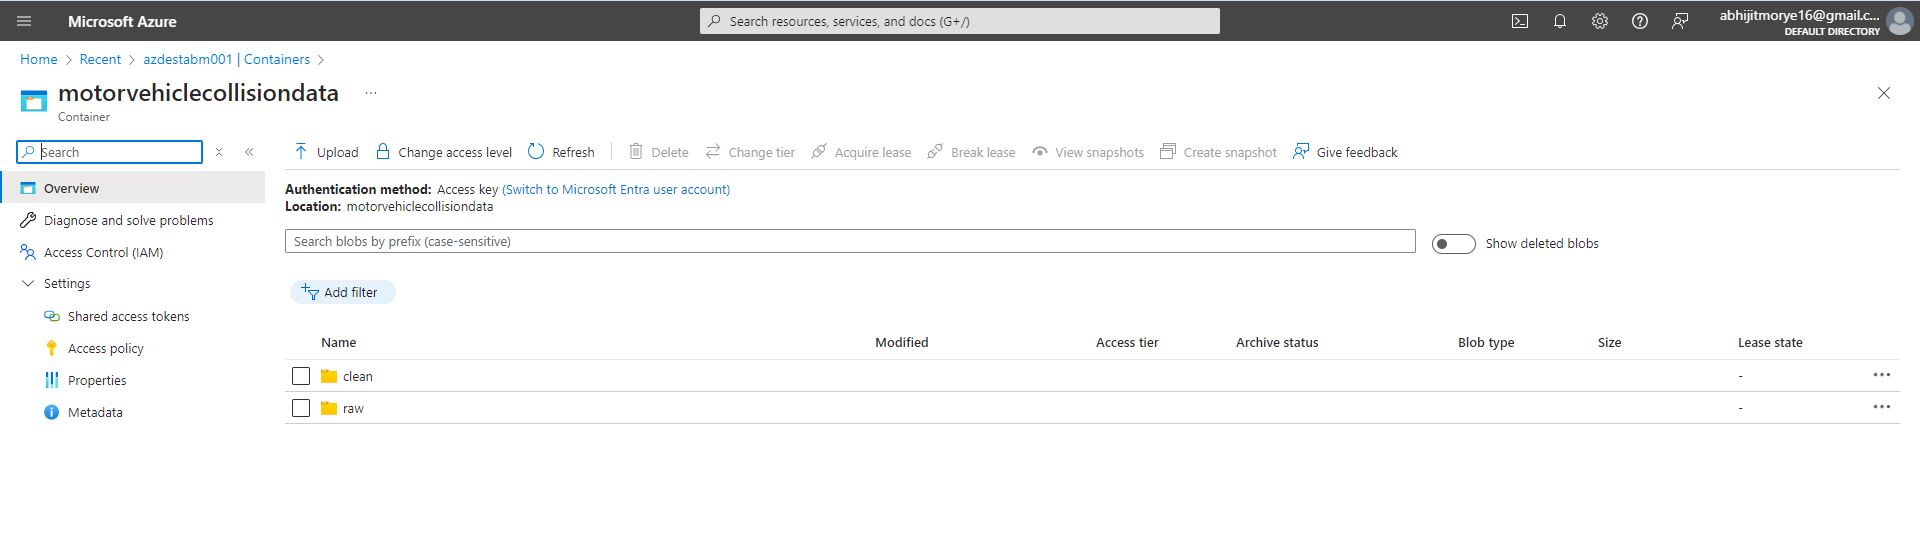 Microsoft Azure
Search resources, services, and docs (G+/)
abhijitmorye16@gmail.c...
DEFAULT DIRECTORY
Home > Recent > azdestabm001 | Containers >
motorvehiclecollisiondata ...
Container
Search
Upload Change access level Refresh Delete Change tier Acquire lease Break lease View snapshots Create snapshot Give feedback
Overview
Diagnose and solve problems
Access Control (IAM)
Settings
Shared access tokens
Access policy
Properties
Metadata
Authentication method: Access key (Switch to Microsoft Entra user account)
Location: motorvehiclecollisiondata
Search blobs by prefix (case-sensitive)
Show deleted blobs
Add filter
Name Modified Access tier Archive status Blob type Size Lease state
clean - ...
raw - ...